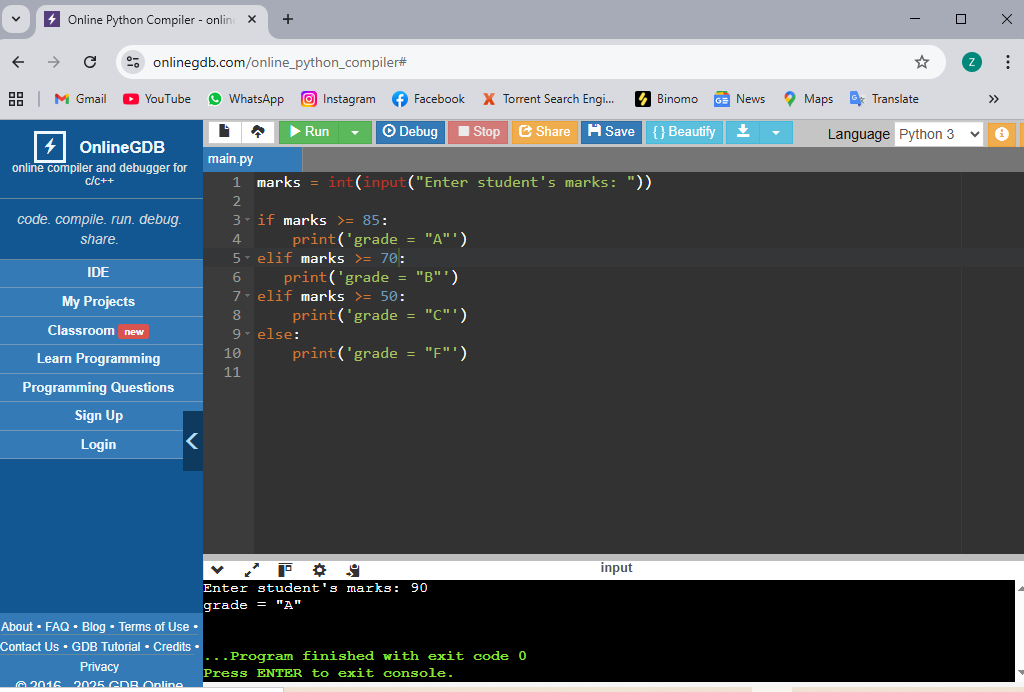 Online Python Compiler - onlin
onlinegdb.com/online_python_compiler#
Z
Gmail YouTube WhatsApp Instagram Facebook Torrent Search Engi... Binomo News Maps Translate
OnlineGDB
online compiler and debugger for
c/c++
code. compile. run. debug.
share.
IDE
My Projects
Classroom new
Learn Programming
Programming Questions
Sign Up
Login
About • FAQ • Blog • Terms of Use •
Contact Us • GDB Tutorial • Credits •
Privacy
© 2016 - 2025 GDB Online
Run Debug Stop Share Save { } Beautify Language Python 3
main.py
1 marks = int(input("Enter student's marks: "))
2
3 if marks >= 85:
4     print('grade = "A"')
5 elif marks >= 70:
6    print('grade = "B"')
7 elif marks >= 50:
8     print('grade = "C"')
9 else:
10     print('grade = "F"')
11
input
Enter student's marks: 90
grade = "A"
...Program finished with exit code 0
Press ENTER to exit console.